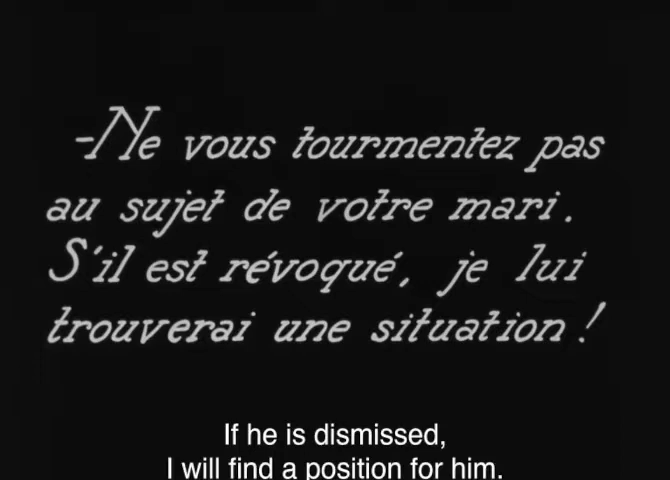 -Ne vous tourmentez pas
au sujet de votre mari.
S'il est révoqué, je lui
trouverai une situation !
If he is dismissed,
I will find a position for him.